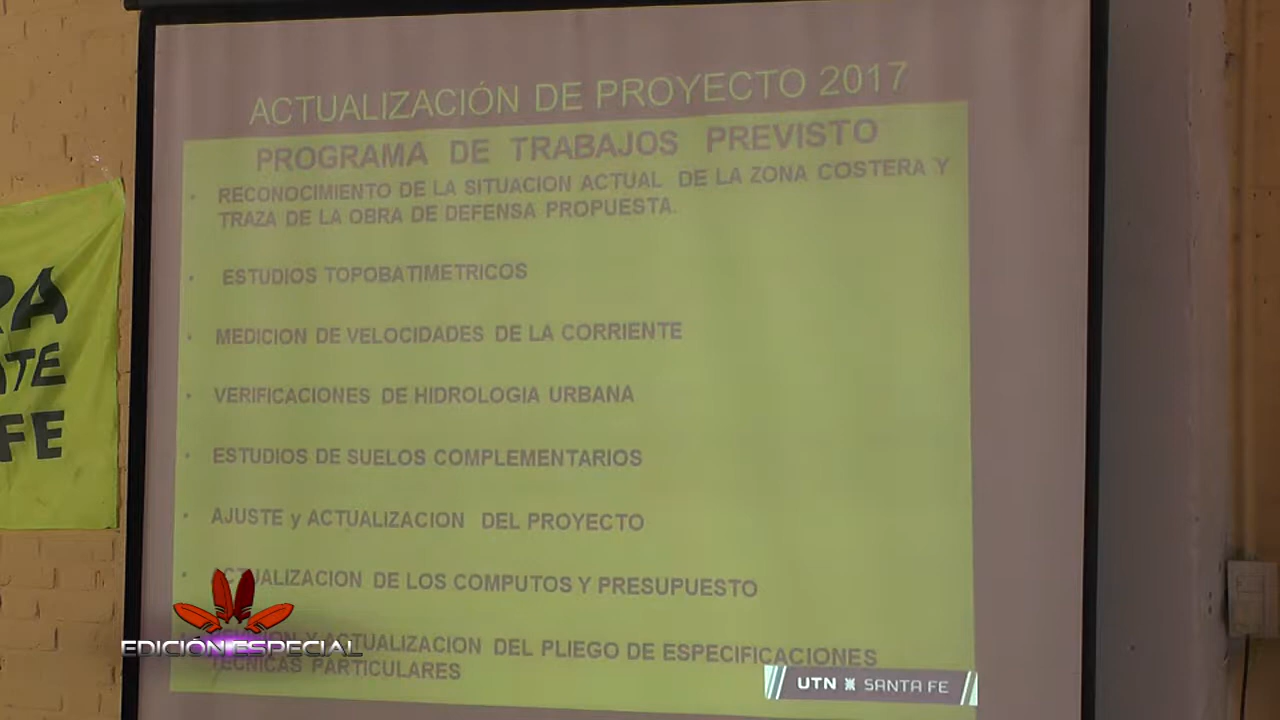 ACTUALIZACIÓN DE PROYECTO 2017
PROGRAMA DE TRABAJOS PREVISTO
• RECONOCIMIENTO DE LA SITUACION ACTUAL DE LA ZONA COSTERA Y
TRAZA DE LA OBRA DE DEFENSA PROPUESTA.
• ESTUDIOS TOPOBATIMETRICOS
• MEDICION DE VELOCIDADES DE LA CORRIENTE
• VERIFICACIONES DE HIDROLOGIA URBANA
• ESTUDIOS DE SUELOS COMPLEMENTARIOS
• AJUSTE y ACTUALIZACION DEL PROYECTO
• ACTUALIZACION DE LOS COMPUTOS Y PRESUPUESTO
Y ACTUALIZACION DEL PLIEGO DE ESPECIFICACIONES
TECNICAS PARTICULARES
RA
TE
FE
EDICIÓN ESPECIAL
UTN SANTA FE